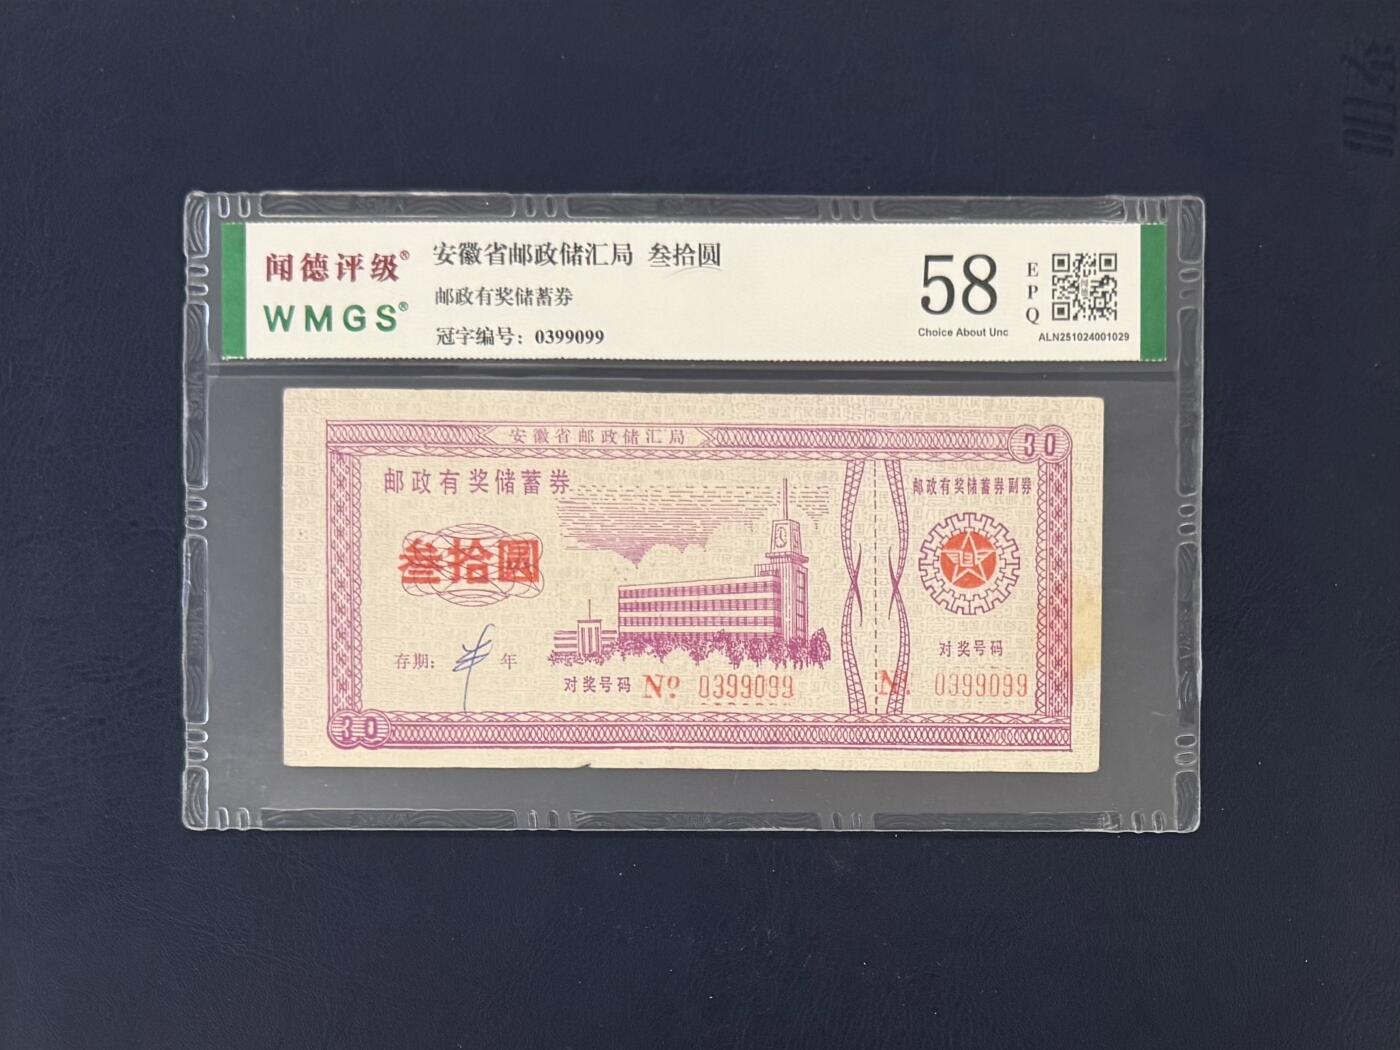 闻德评级®
WMGS®
安徽省邮政储汇局 叁拾圆
邮政有奖储蓄券
冠字编号：0399099
58
Choice About Unc
EPQ
ALN251024001029
安徽省邮政储汇局
30
邮政有奖储蓄券
叁拾圆
存期：半年
对奖号码 No 0399099
邮政有奖储蓄券副券
对奖号码
N. 0399099
30